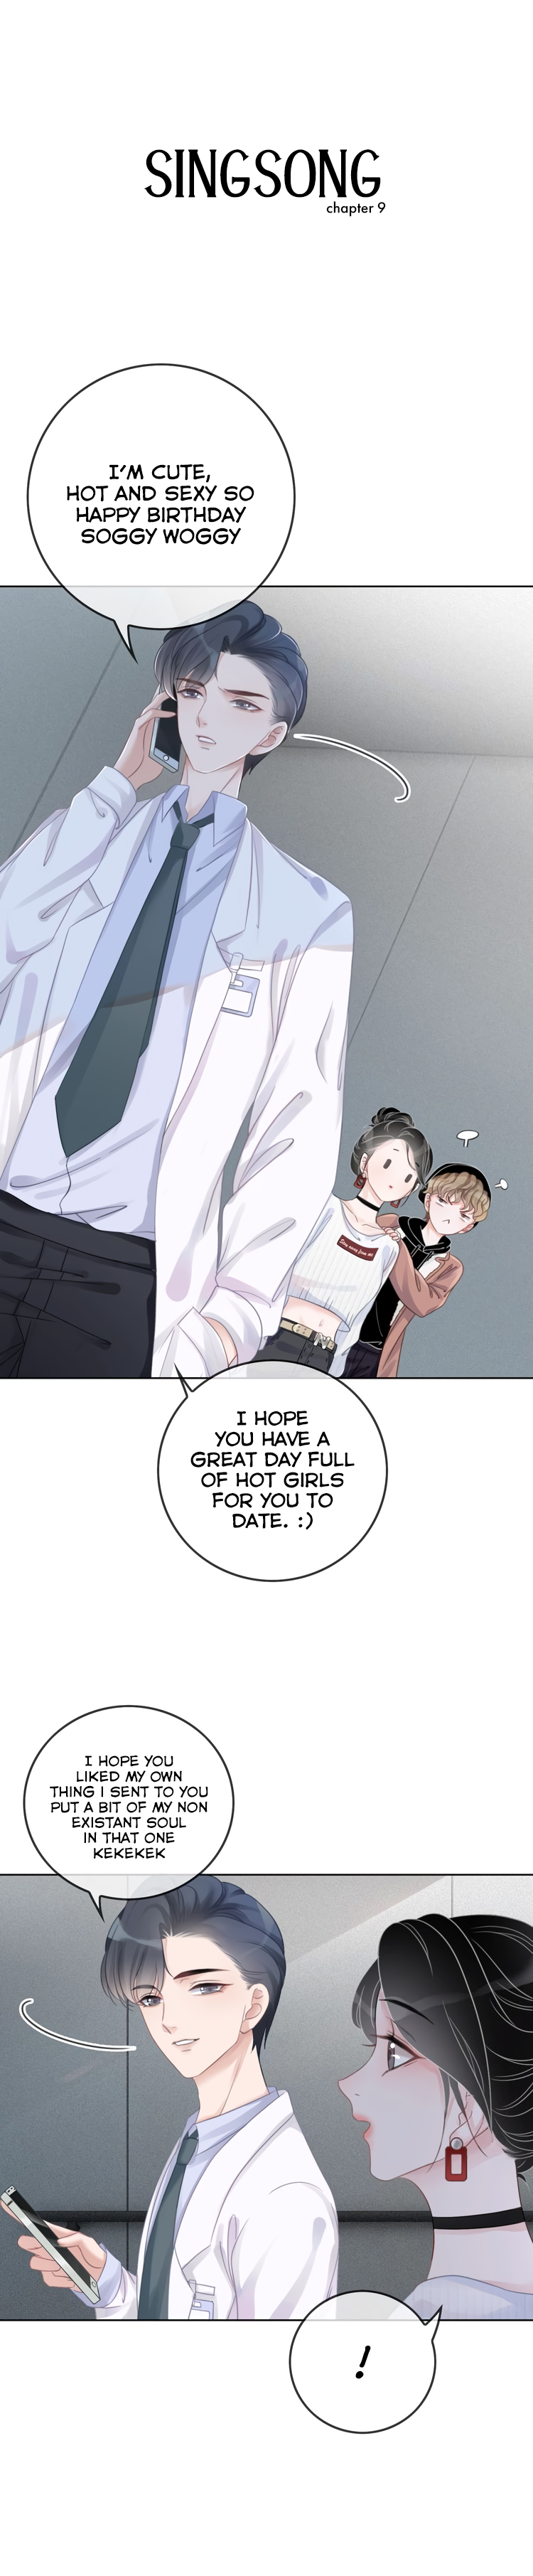 SINGSONG
chapter 9
I'M CUTE,
HOT AND SEXY SO
HAPPY BIRTHDAY
SOGGY WOGGY
I HOPE
YOU HAVE A
GREAT DAY FULL
OF HOT GIRLS
FOR YOU TO
DATE. :)
I HOPE YOU
LIKED MY OWN
THING I SENT TO YOU
PUT A BIT OF MY NON
EXISTANT SOUL
IN THAT ONE
KEKEKEK
!